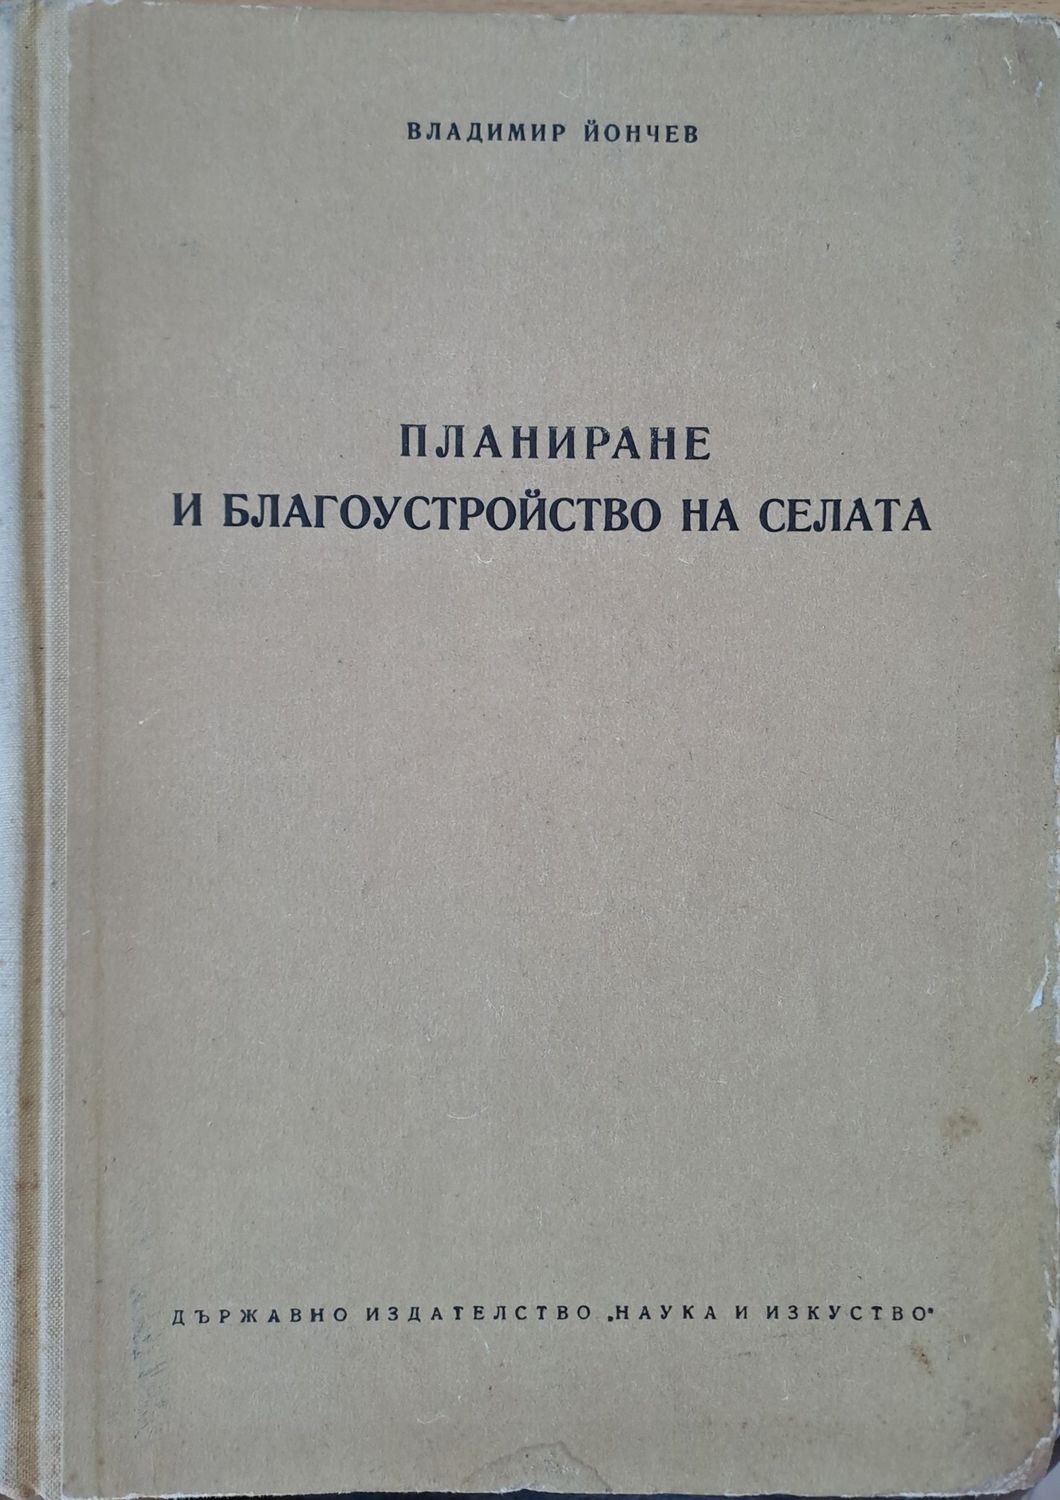 ВЛАДИМИР ЙОНЧЕВ
ПЛАНИРАНЕ
И БЛАГОУСТРОЙСТВО НА СЕЛАТА
ДЪРЖАВНО ИЗДАТЕЛСТВО „НАУКА И ИЗКУСТВО“